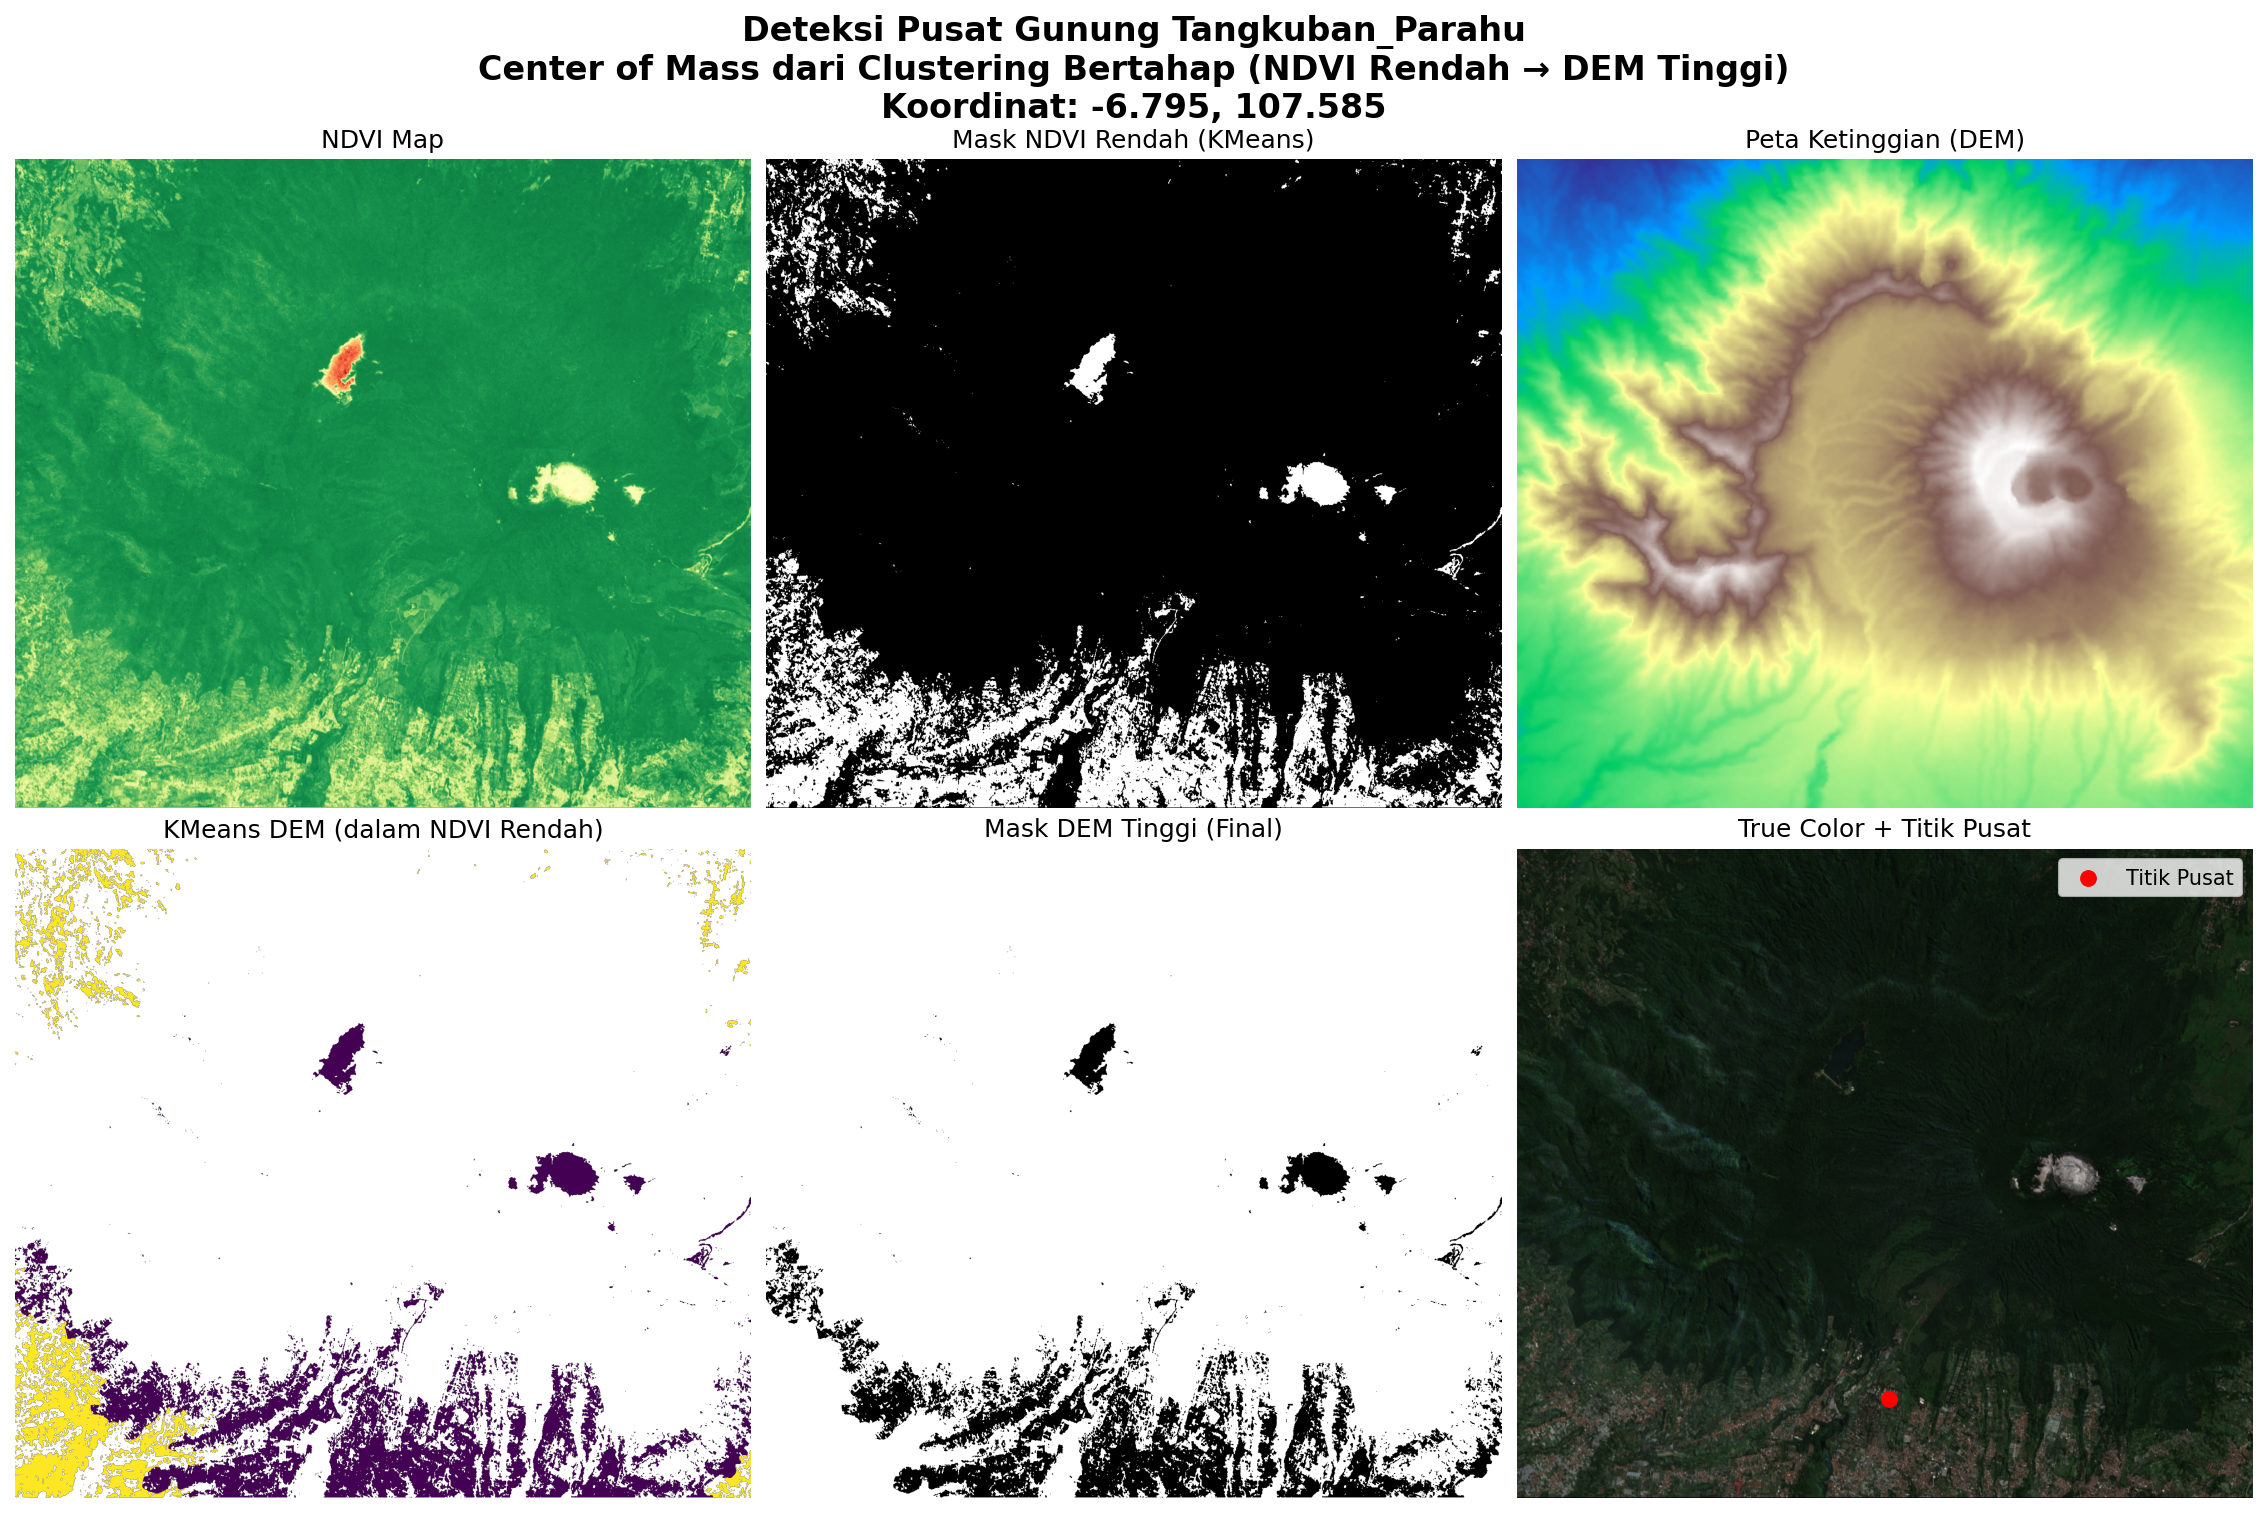 Deteksi Pusat Gunung Tangkuban_Parahu
Center of Mass dari Clustering Bertahap (NDVI Rendah → DEM Tinggi)
Koordinat: -6.795, 107.585
NDVI Map
Mask NDVI Rendah (KMeans)
Peta Ketinggian (DEM)
KMeans DEM (dalam NDVI Rendah)
Mask DEM Tinggi (Final)
True Color + Titik Pusat
Titik Pusat